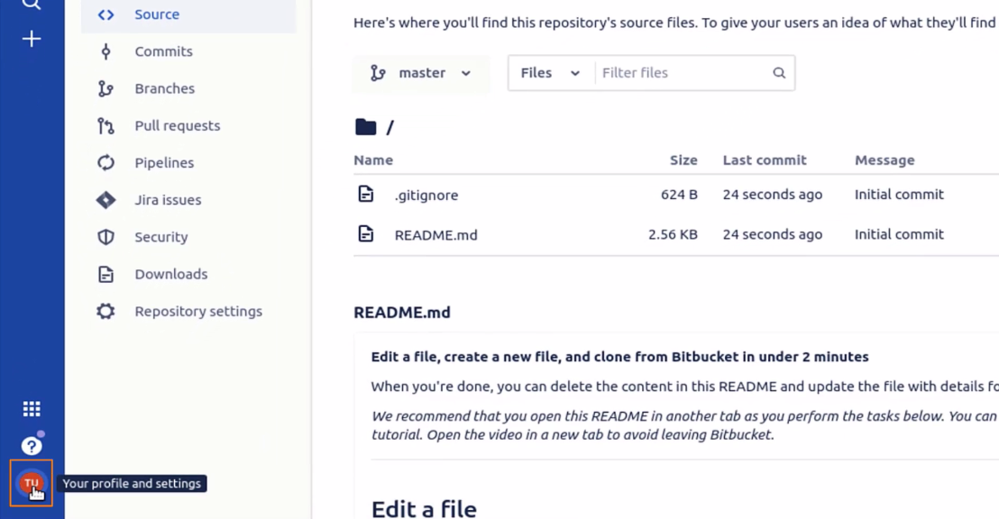 Source
Commits
Branches
Pull requests
Pipelines
Jira issues
Security
Downloads
Repository settings
?
TU
Your profile and settings
Here's where you'll find this repository's source files. To give your users an idea of what they'll find
master
Files
Filter files
/
Name Size Last commit Message
.gitignore 624 B 24 seconds ago Initial commit
README.md 2.56 KB 24 seconds ago Initial commit
README.md
Edit a file, create a new file, and clone from Bitbucket in under 2 minutes
When you're done, you can delete the content in this README and update the file with details fo
We recommend that you open this README in another tab as you perform the tasks below. You can
tutorial. Open the video in a new tab to avoid leaving Bitbucket.
Edit a file